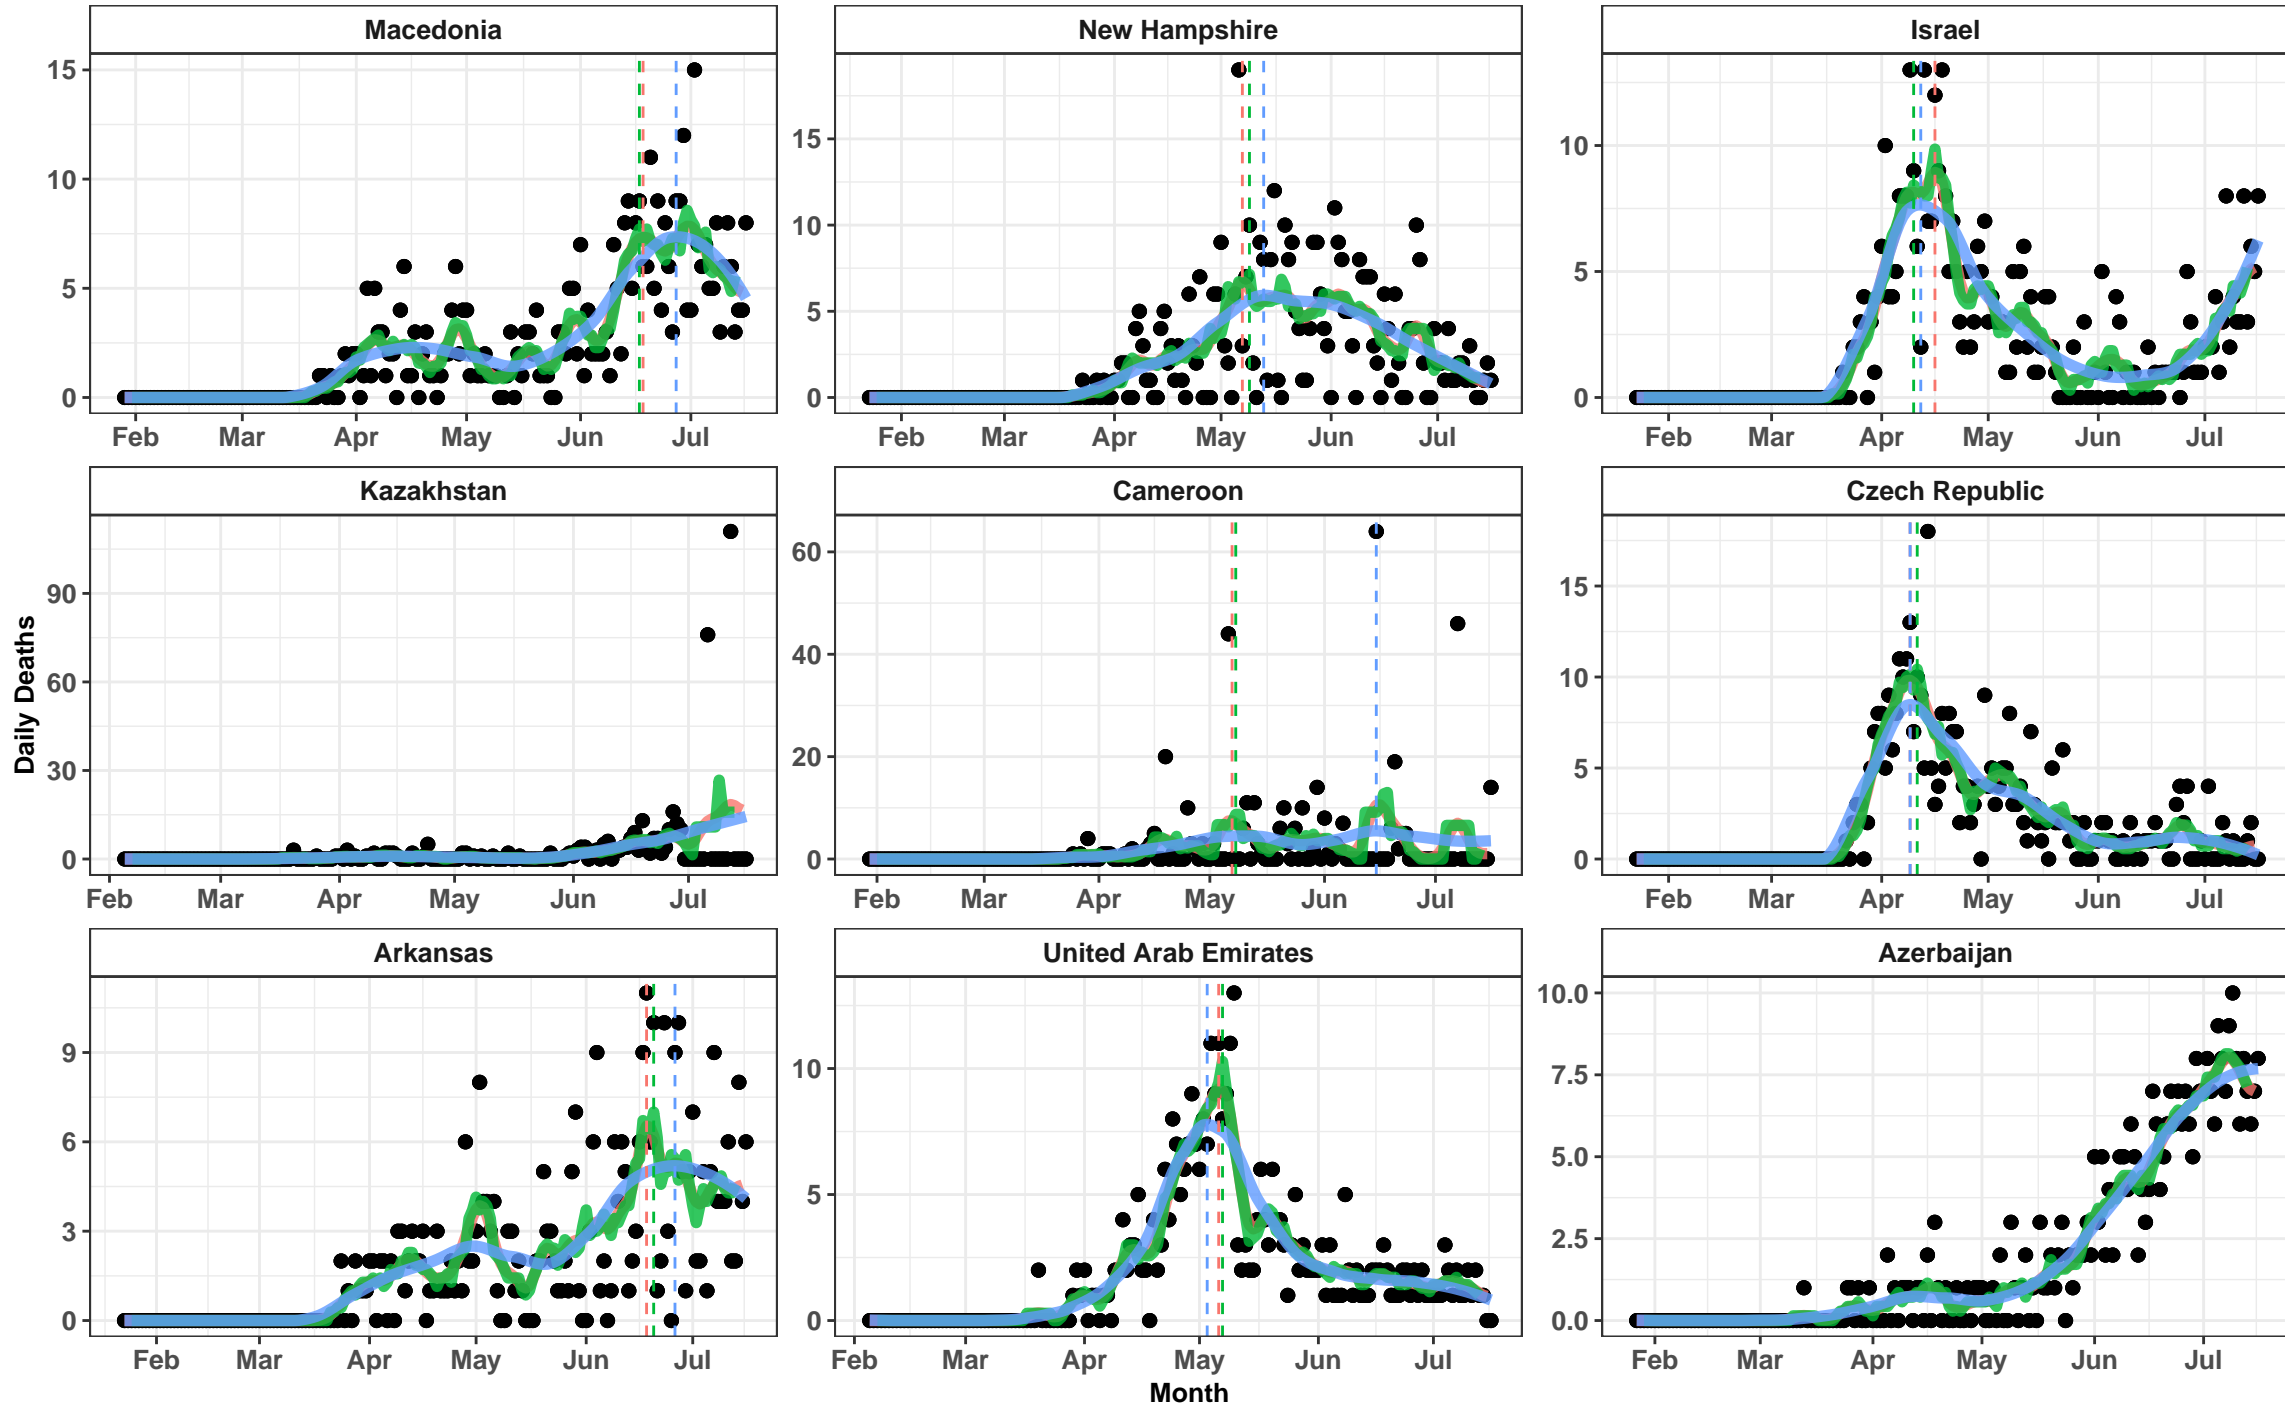 Macedonia
New Hampshire
Israel
15
10
5
0
15
10
5
0
10
5
0
Feb Mar Apr May Jun Jul
Feb Mar Apr May Jun Jul
Feb Mar Apr May Jun Jul
Kazakhstan
Cameroon
Czech Republic
Daily Deaths
90
60
30
0
60
40
20
0
15
10
5
0
Feb Mar Apr May Jun Jul
Feb Mar Apr May Jun Jul
Feb Mar Apr May Jun Jul
Arkansas
United Arab Emirates
Azerbaijan
9
6
3
0
10
5
0
10.0
7.5
5.0
2.5
0.0
Feb Mar Apr May Jun Jul
Feb Mar Apr May Jun Jul
Feb Mar Apr May Jun Jul
Month